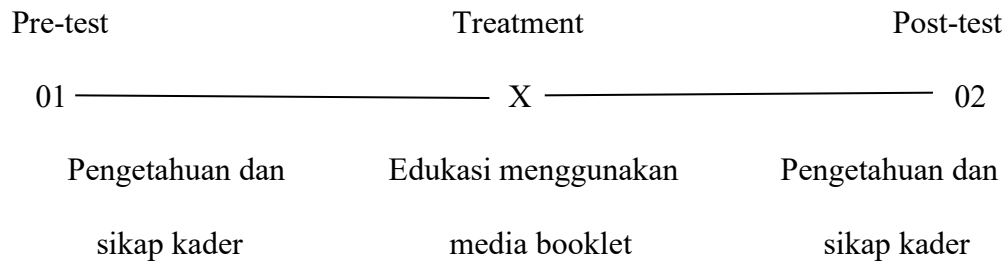 Pre-test Treatment Post-test
01 X 02
Pengetahuan dan Edukasi menggunakan Pengetahuan dan
sikap kader media booklet sikap kader